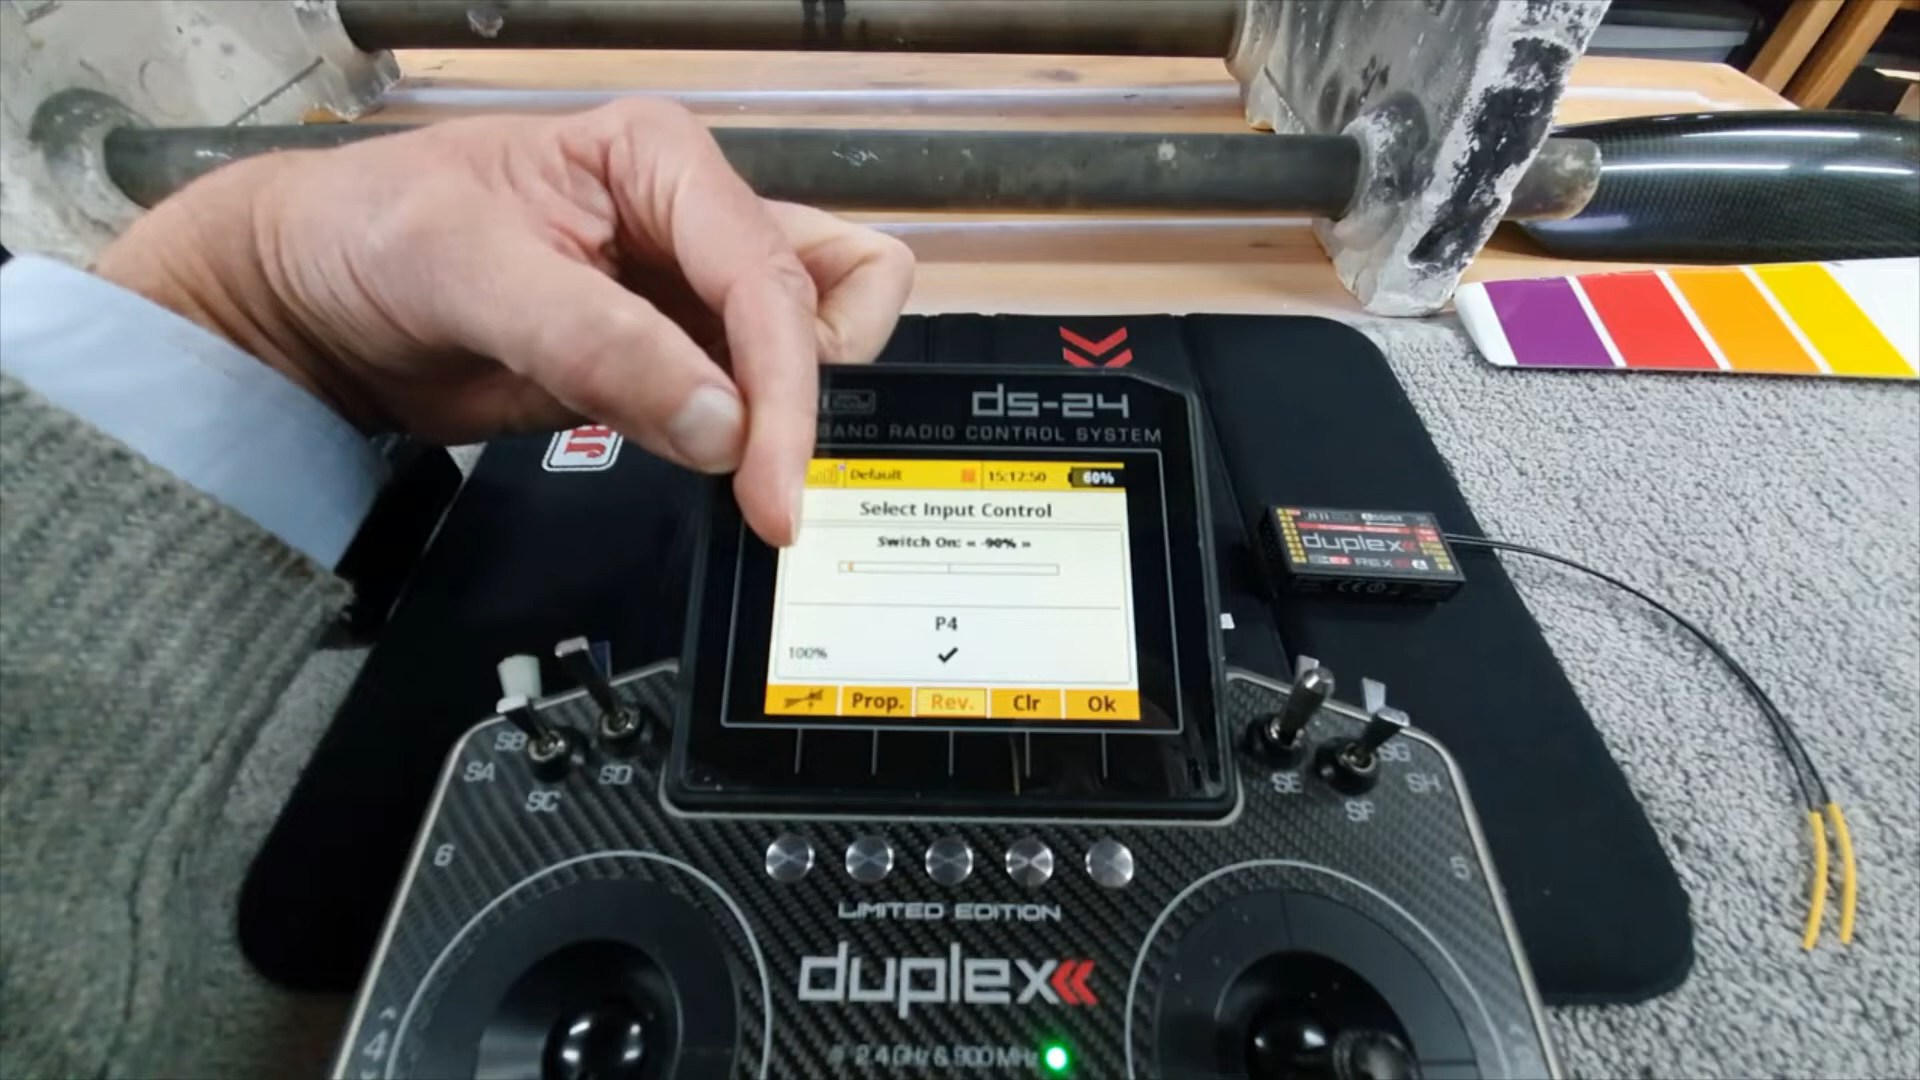 ds-24
BAND RADIO CONTROL SYSTEM
Default 15:12:50 60%
Select Input Control
Switch On: « -90% »
P4
100%
Prop. Rev. Clr Ok
duplex
REX
SB
SA SD
SC
SG
SE SH
SF
6 5
LIMITED EDITION
duplex
4
2.4 GHz & 900 MHz